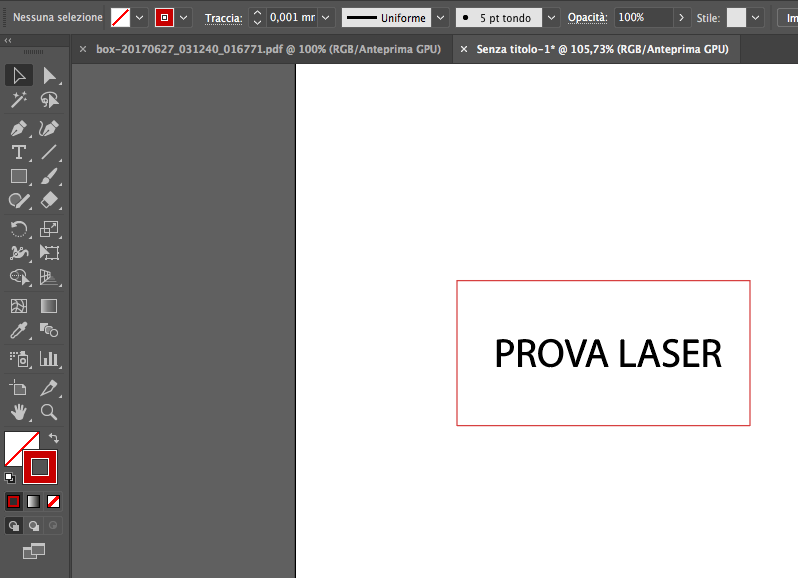 Nessuna selezione Traccia: 0,001 mr Uniforme 5 pt tondo Opacità: 100% Stile: Im
box-20170627_031240_016771.pdf @ 100% (RGB/Anteprima GPU) Senza titolo-1* @ 105,73% (RGB/Anteprima GPU)
PROVA LASER